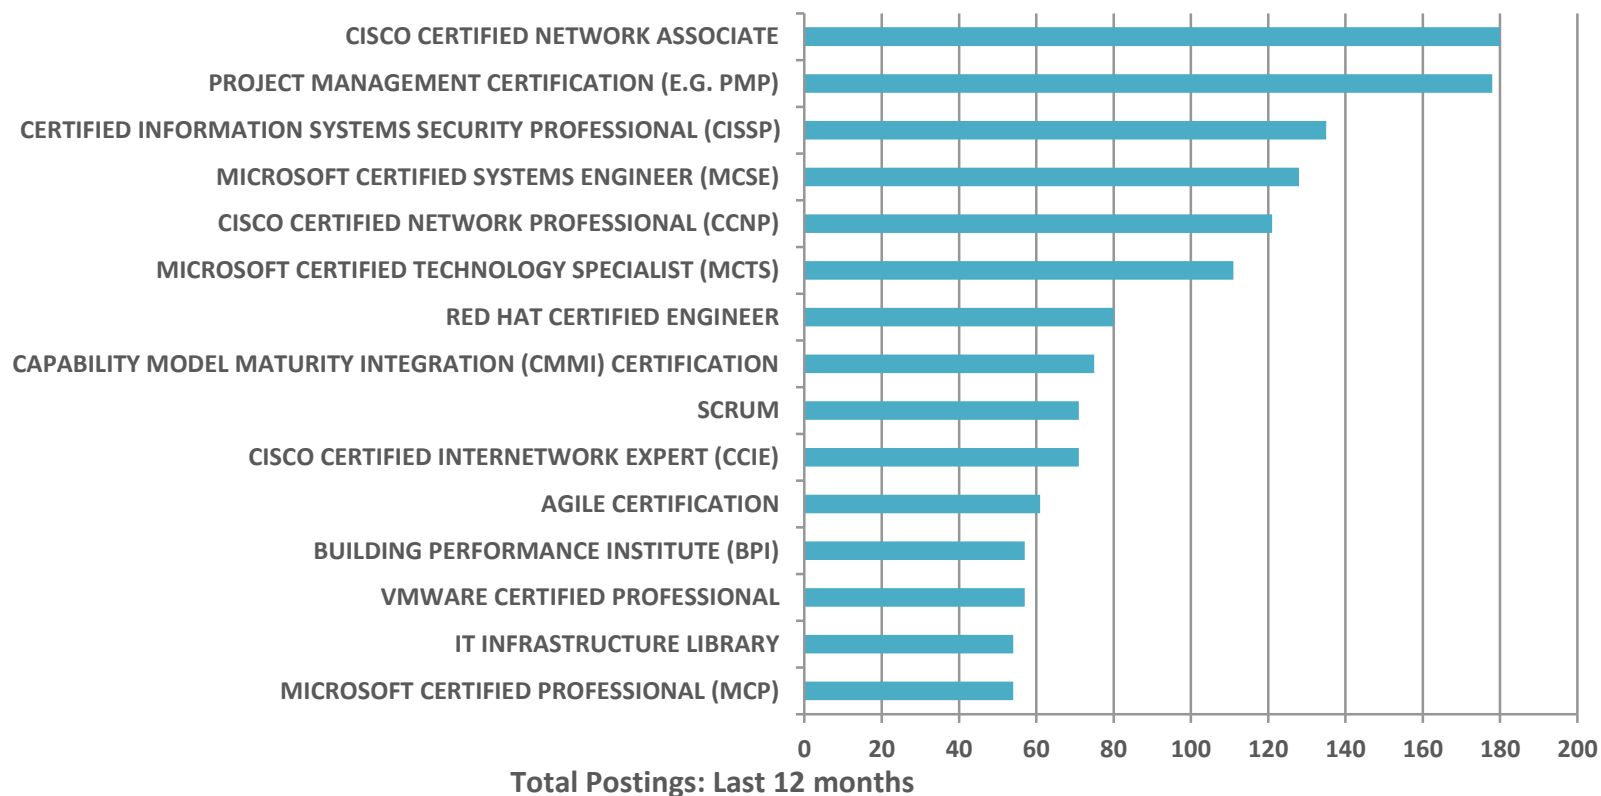 CISCO CERTIFIED NETWORK ASSOCIATE
PROJECT MANAGEMENT CERTIFICATION (E.G. PMP)
CERTIFIED INFORMATION SYSTEMS SECURITY PROFESSIONAL (CISSP)
MICROSOFT CERTIFIED SYSTEMS ENGINEER (MCSE)
CISCO CERTIFIED NETWORK PROFESSIONAL (CCNP)
MICROSOFT CERTIFIED TECHNOLOGY SPECIALIST (MCTS)
RED HAT CERTIFIED ENGINEER
CAPABILITY MODEL MATURITY INTEGRATION (CMMI) CERTIFICATION
SCRUM
CISCO CERTIFIED INTERNETWORK EXPERT (CCIE)
AGILE CERTIFICATION
BUILDING PERFORMANCE INSTITUTE (BPI)
VMWARE CERTIFIED PROFESSIONAL
IT INFRASTRUCTURE LIBRARY
MICROSOFT CERTIFIED PROFESSIONAL (MCP)
0 20 40 60 80 100 120 140 160 180 200
Total Postings: Last 12 months